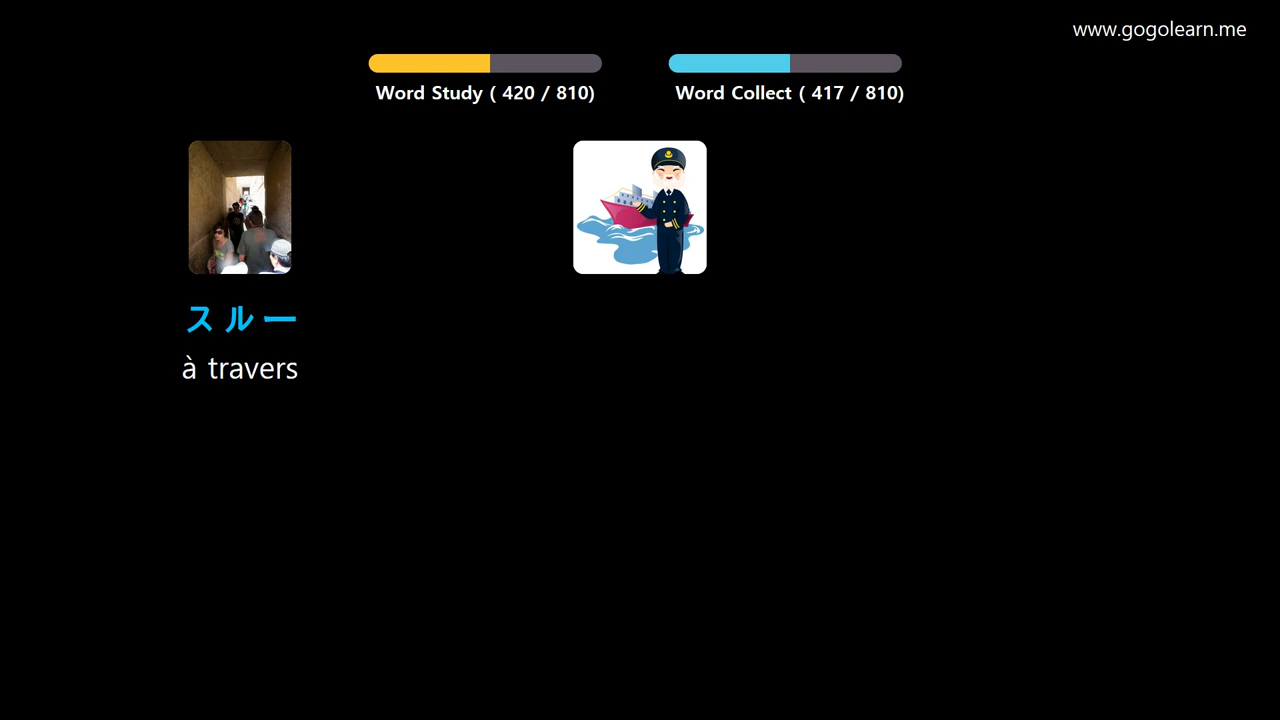 www.gogolearn.me
Word Study ( 420 / 810)
Word Collect ( 417 / 810)
スルー
à travers